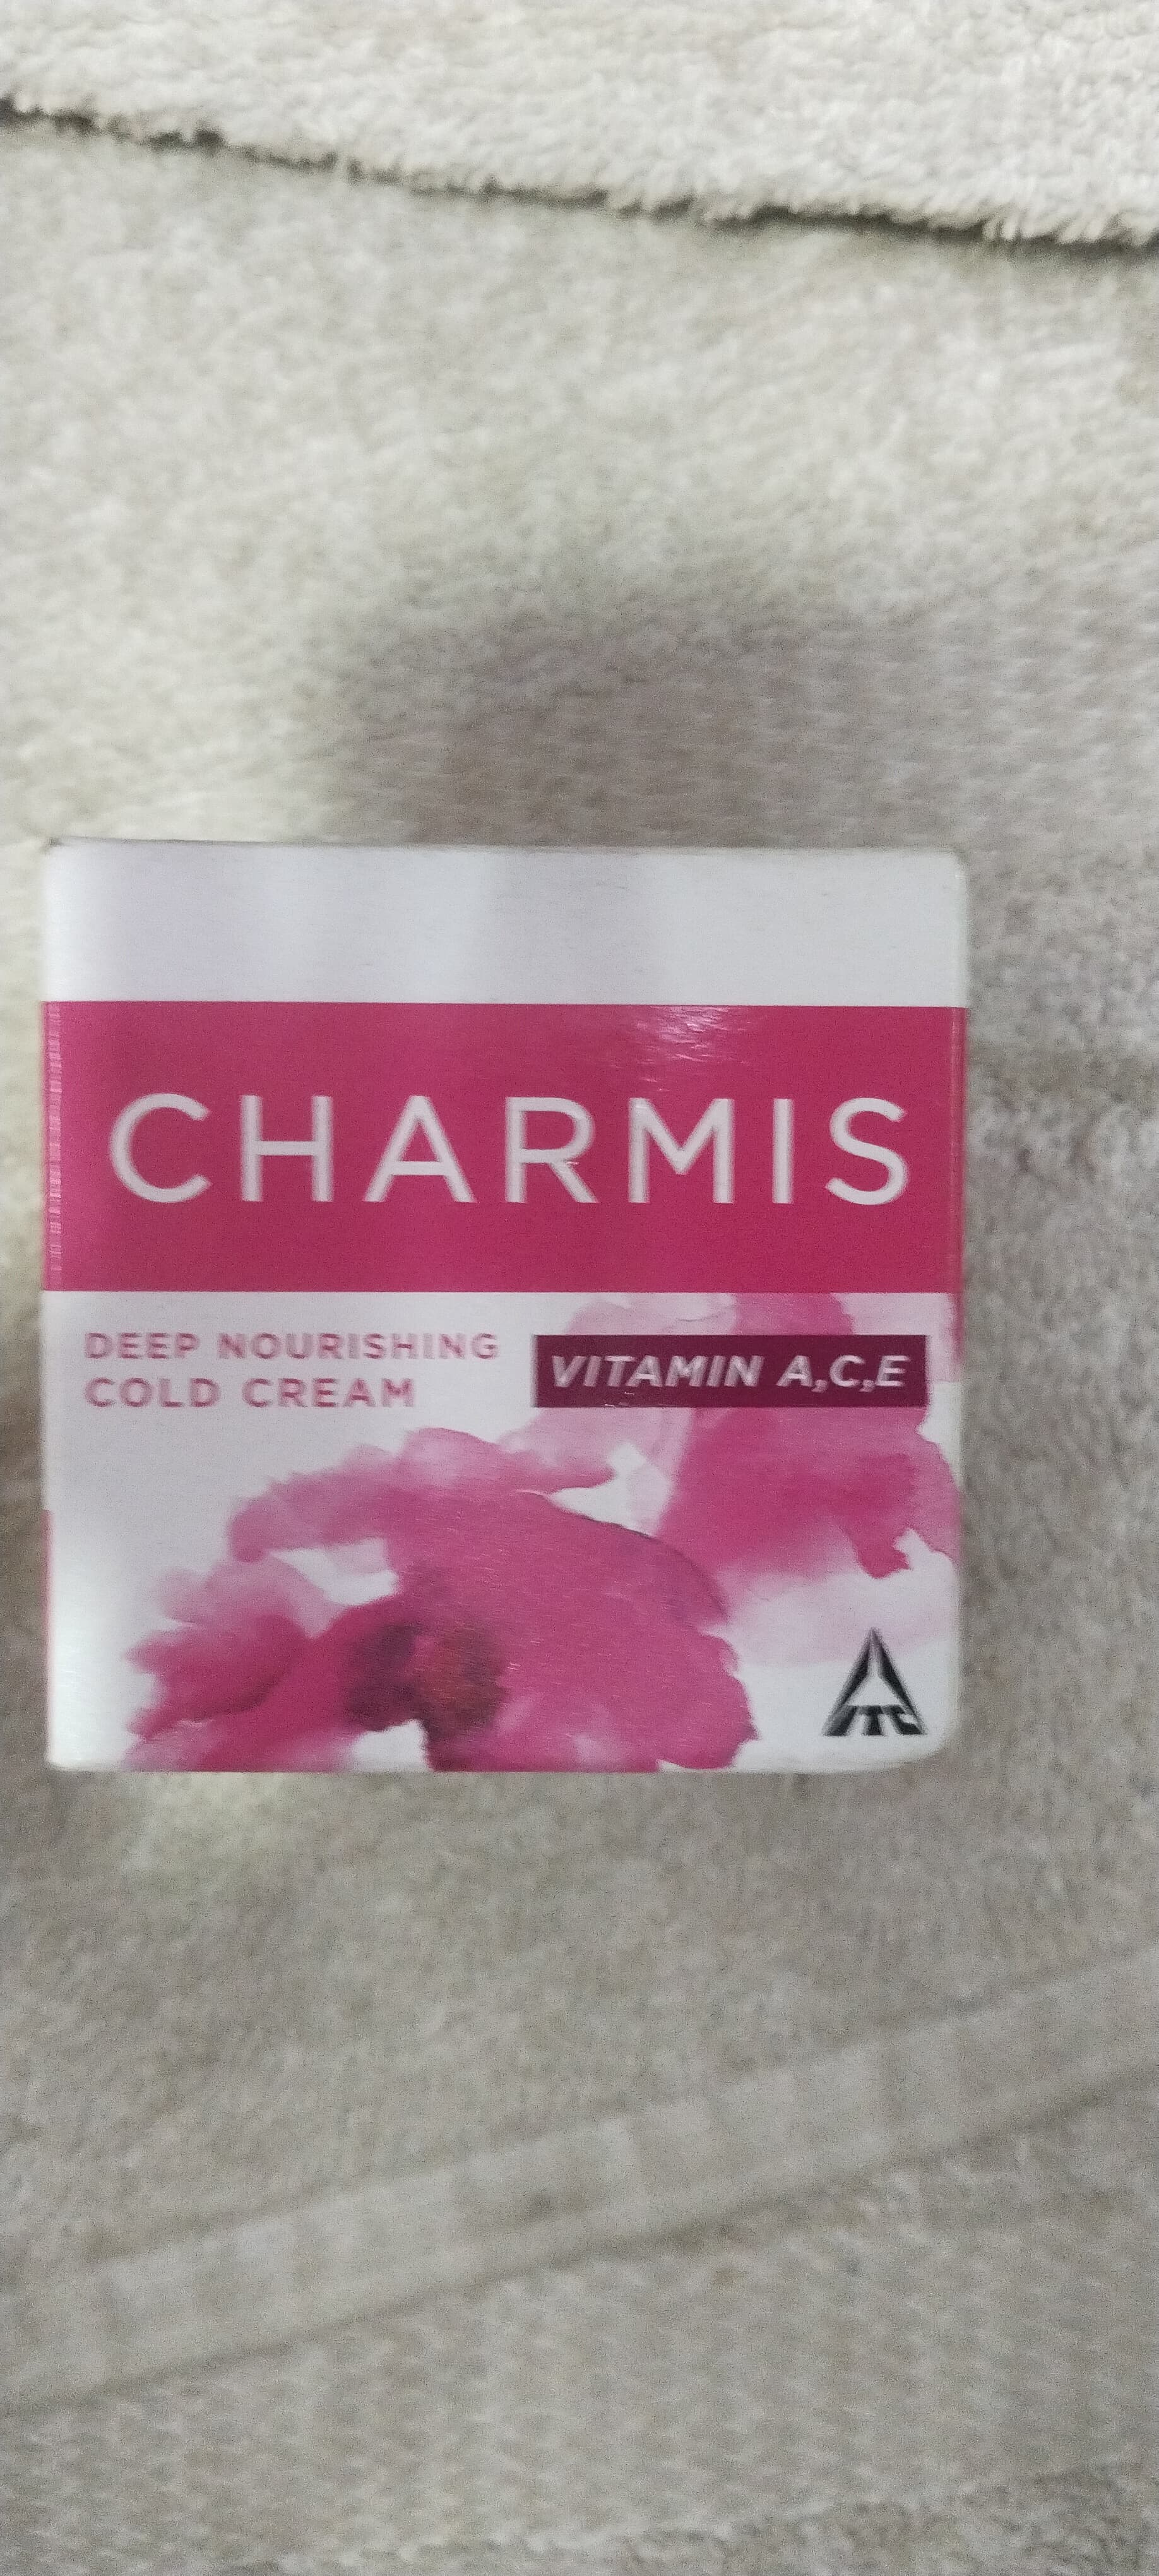 CHARMIS
DEEP NOURISHING
COLD CREAM
VITAMIN A,C,E
ITC